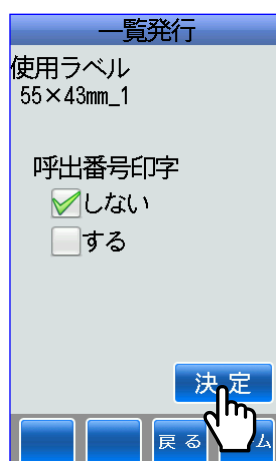 一覧発行
使用ラベル
55×43mm_1
呼出番号印字
しない
する
決定
戻る